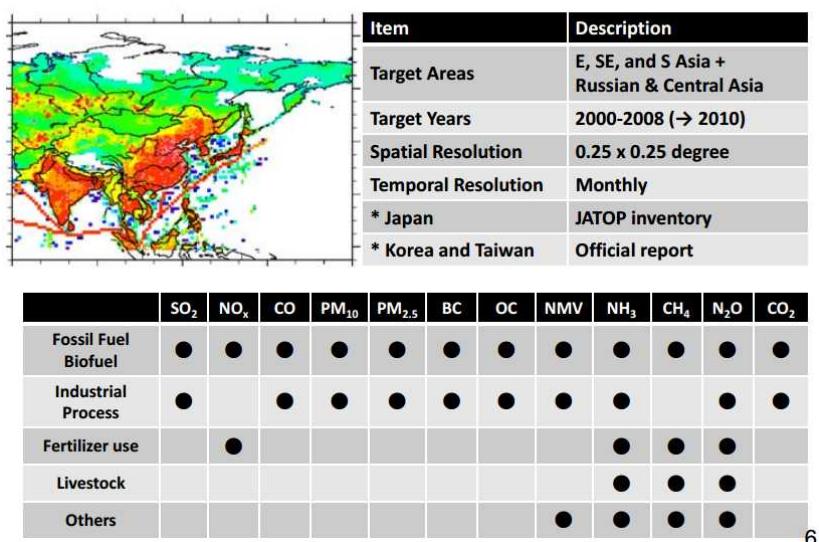 Item Description
Target Areas E, SE, and S Asia +
Russian & Central Asia
Target Years 2000-2008 (→ 2010)
Spatial Resolution 0.25 x 0.25 degree
Temporal Resolution Monthly
* Japan JATOP inventory
* Korea and Taiwan Official report
SO₂ NOₓ CO PM₁₀ PM₂.₅ BC OC NMV NH₃ CH₄ N₂O CO₂
Fossil Fuel
Biofuel ● ● ● ● ● ● ● ● ● ● ● ●
Industrial
Process ● ● ● ● ● ● ● ● ● ●
Fertilizer use ● ● ● ●
Livestock ● ● ●
Others ● ● ● ●
6